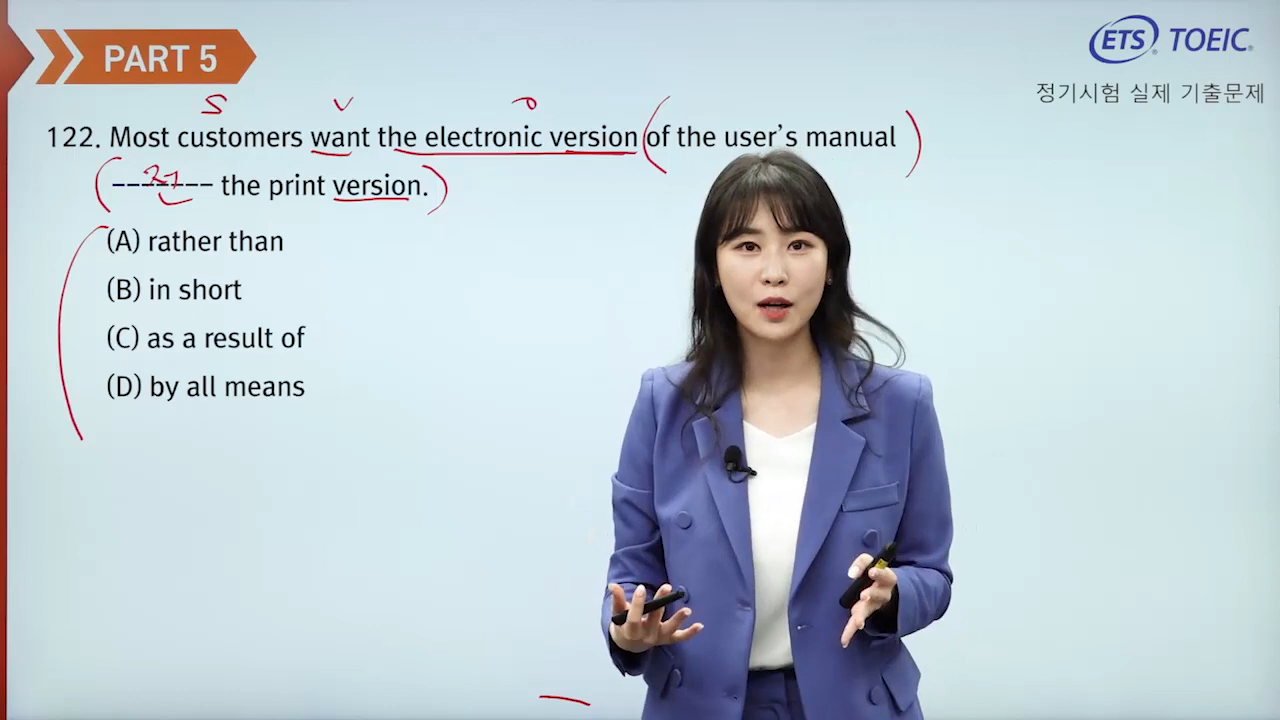 PART 5
ETS® TOEIC®
정기시험 실제 기출문제
S V O
122. Most customers want the electronic version of the user's manual
------- the print version.
(A) rather than
(B) in short
(C) as a result of
(D) by all means